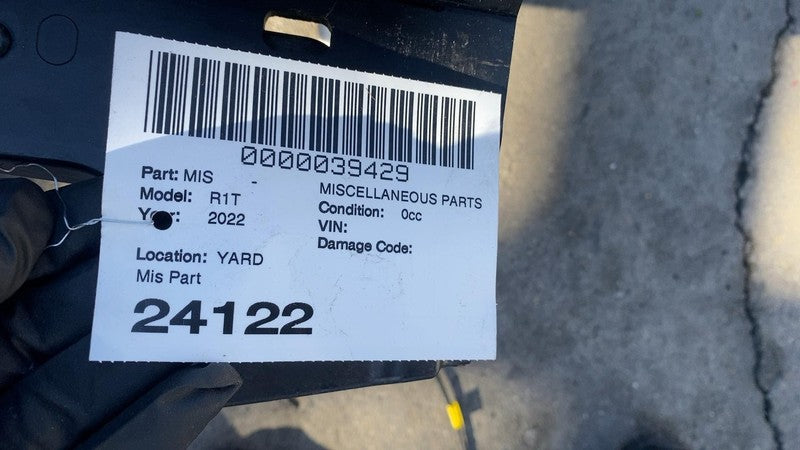 0000039429
Part: MIS -
MISCELLANEOUS PARTS
Model: R1T
Condition: 0cc
Year: 2022
VIN:
Damage Code:
Location: YARD
Mis Part
24122